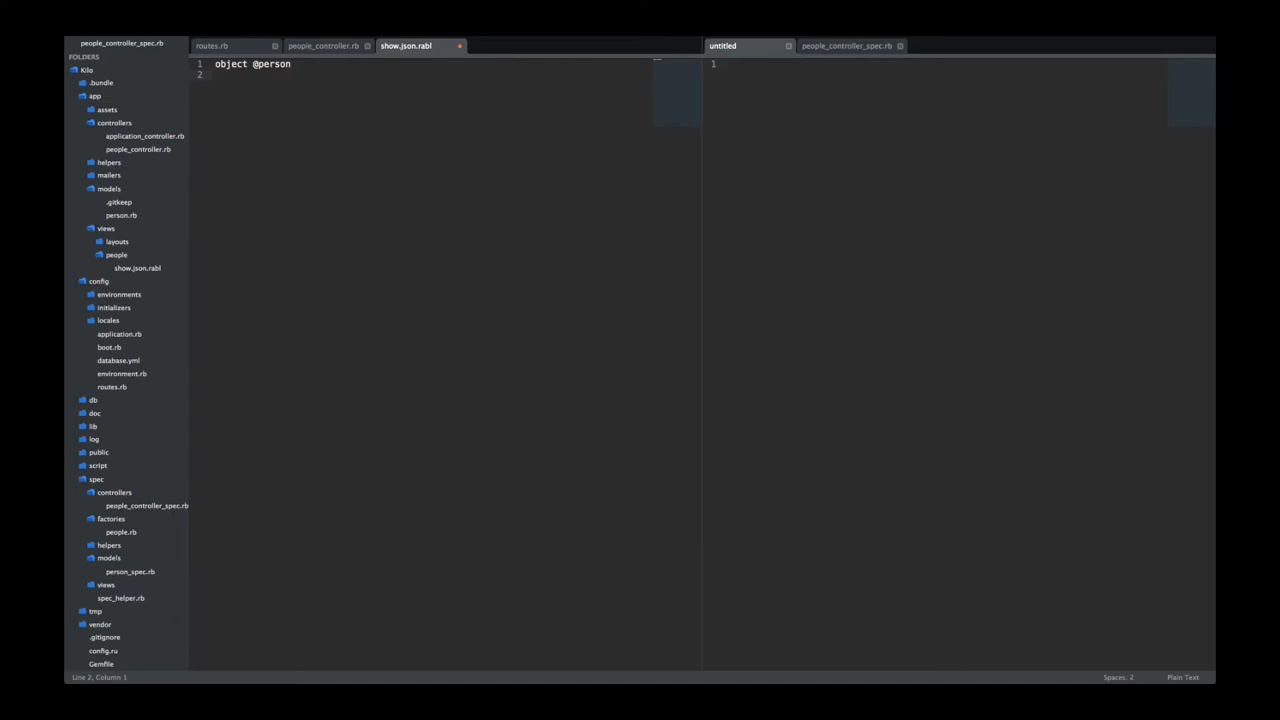 people_controller_spec.rb
FOLDERS
Kilo
.bundle
app
assets
controllers
application_controller.rb
people_controller.rb
helpers
mailers
models
.gitkeep
person.rb
views
layouts
people
show.json.rabl
config
environments
initializers
locales
application.rb
boot.rb
database.yml
environment.rb
routes.rb
db
doc
lib
log
public
script
spec
controllers
people_controller_spec.rb
factories
people.rb
helpers
models
person_spec.rb
views
spec_helper.rb
tmp
vendor
.gitignore
config.ru
Gemfile
routes.rb people_controller.rb show.json.rabl
1 object @person
2
untitled people_controller_spec.rb
1
Line 2, Column 1 Spaces: 2 Plain Text